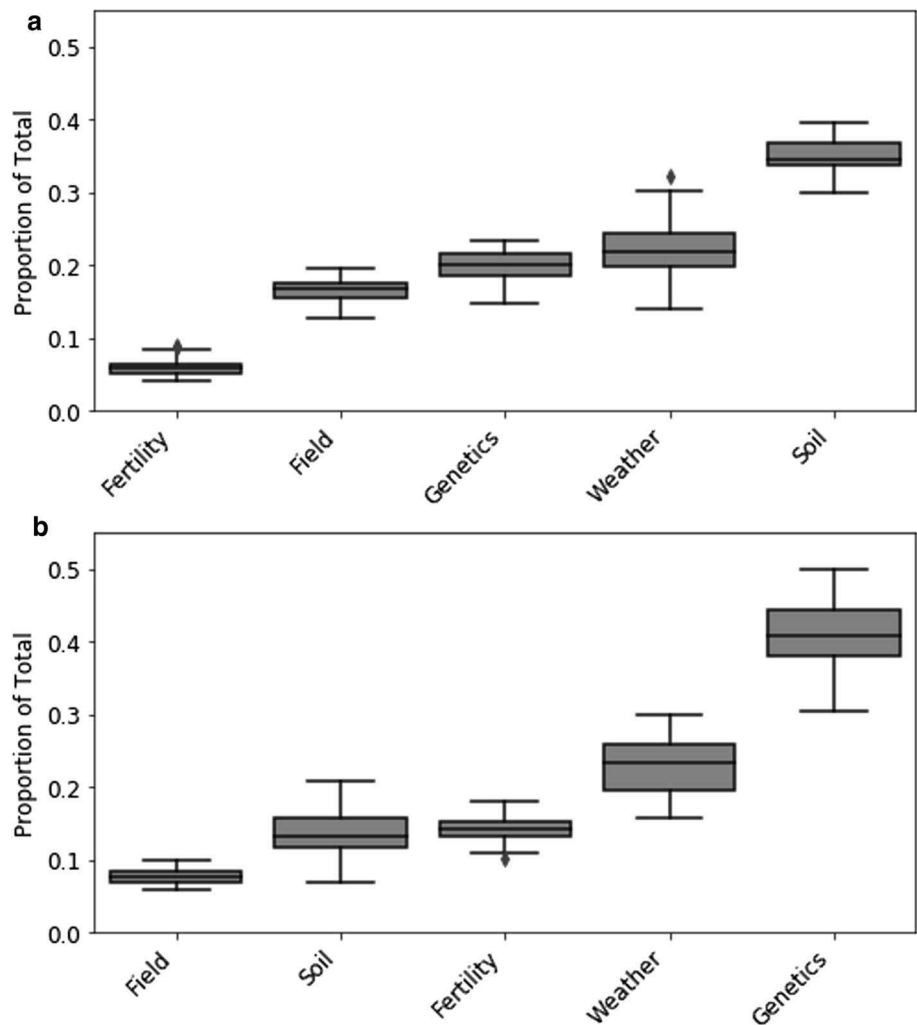 a
Proportion of Total
0.5
0.4
0.3
0.2
0.1
0.0
Fertility
Field
Genetics
Weather
Soil
b
Proportion of Total
0.5
0.4
0.3
0.2
0.1
0.0
Field
Soil
Fertility
Weather
Genetics